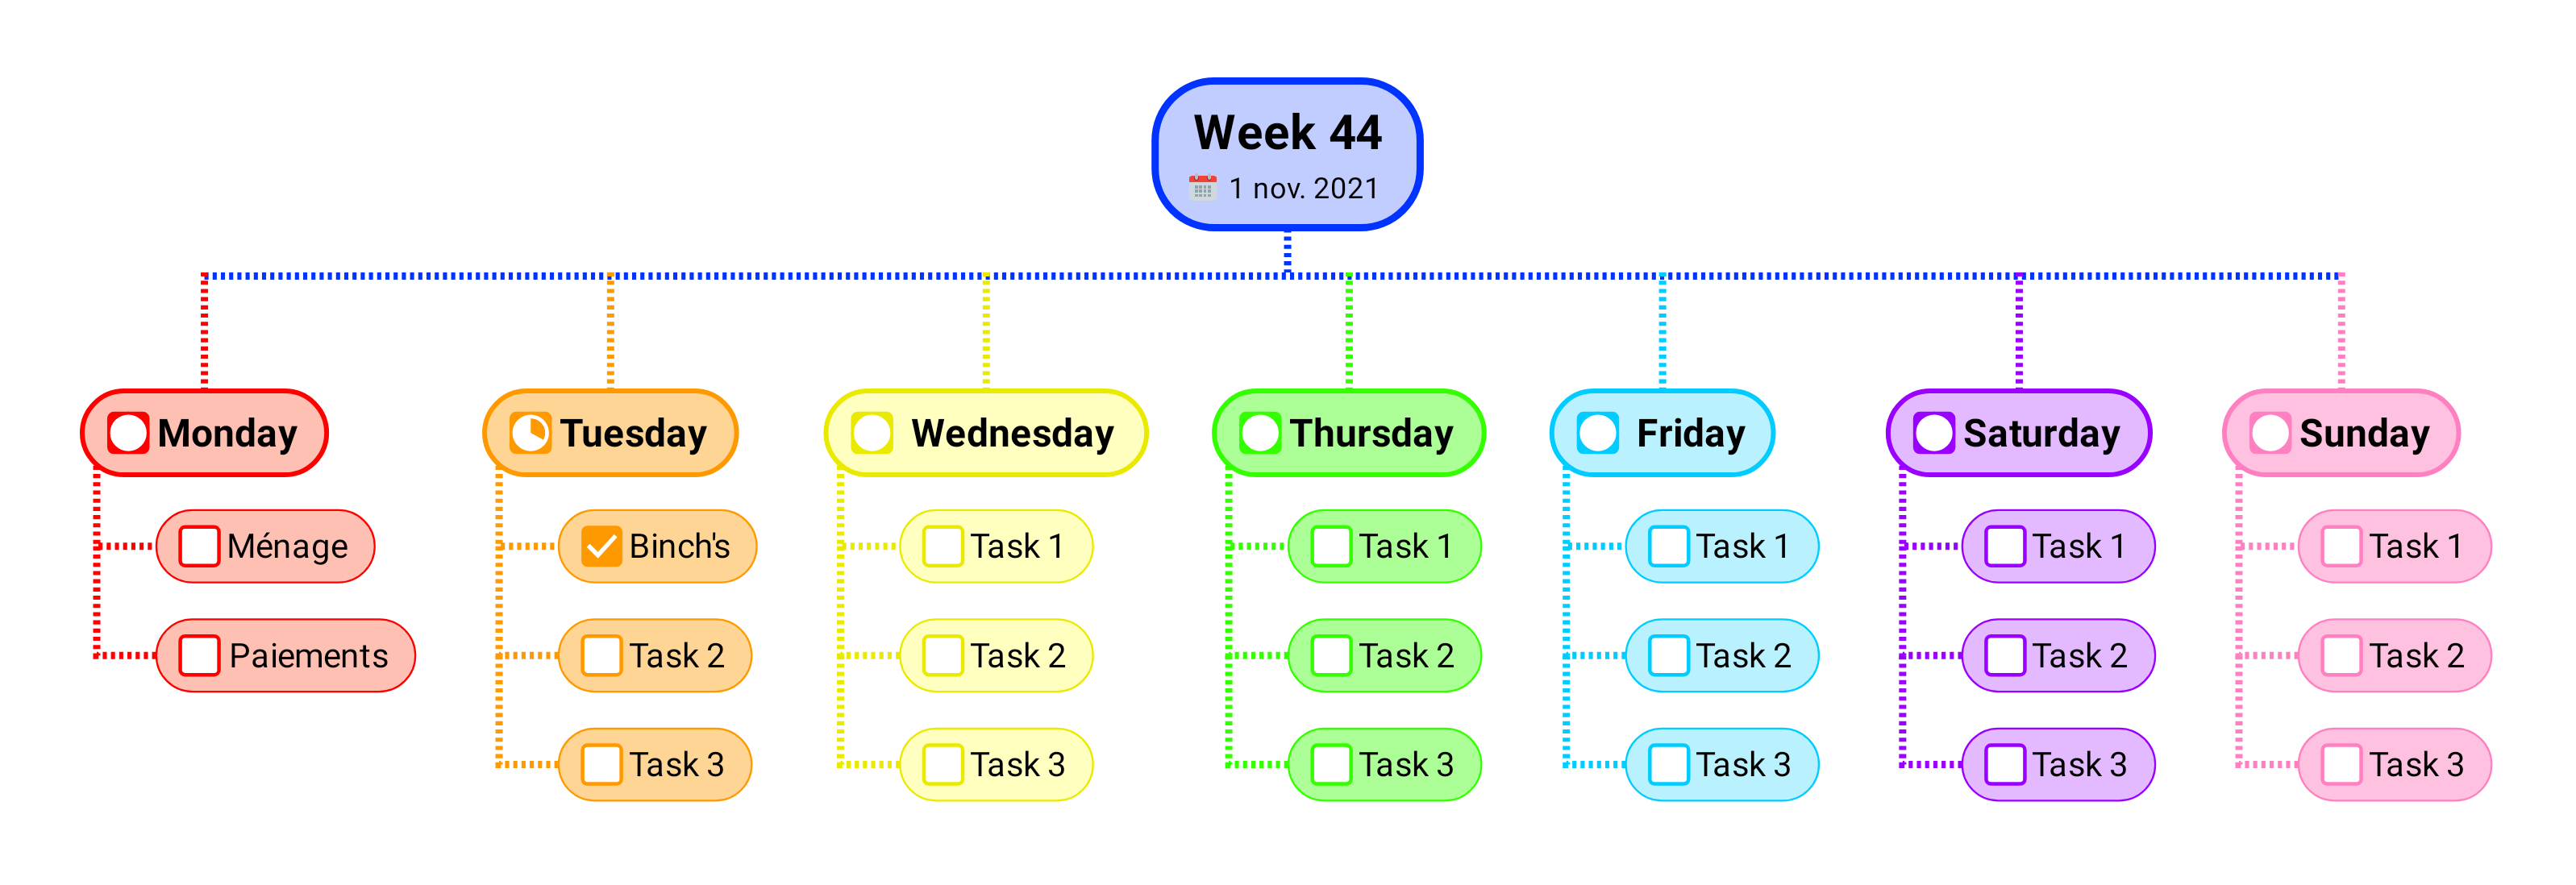 Week 44
1 nov. 2021
Monday
Ménage
Paiements
Tuesday
Binch's
Task 2
Task 3
Wednesday
Task 1
Task 2
Task 3
Thursday
Task 1
Task 2
Task 3
Friday
Task 1
Task 2
Task 3
Saturday
Task 1
Task 2
Task 3
Sunday
Task 1
Task 2
Task 3